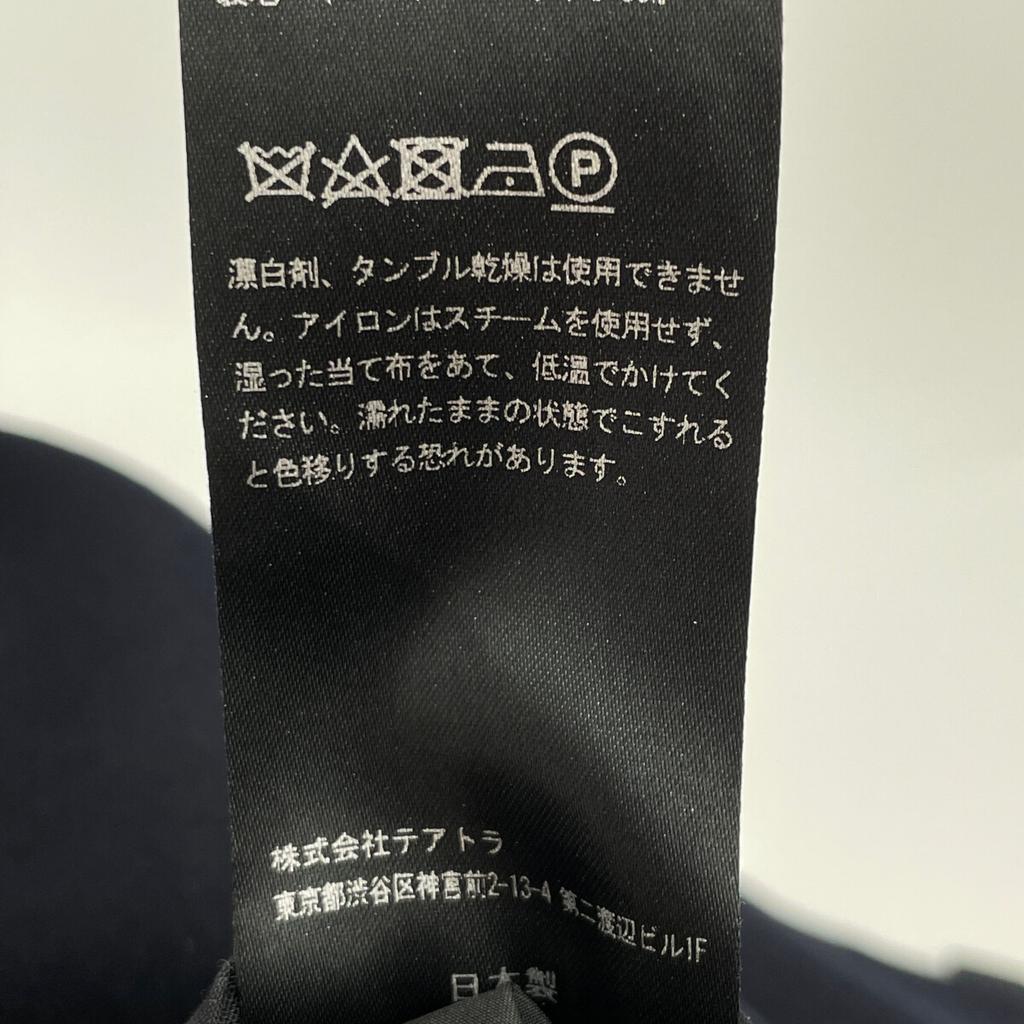 P
漂白剤、タンブル乾燥は使用できませ
ん。アイロンはスチームを使用せず、
湿った当て布をあて、低温でかけてく
ださい。濡れたままの状態でこすれる
と色移りする恐れがあります。
株式会社テアトラ
東京都渋谷区神宮前2-13-4 第二渡辺ビル1F
日本製